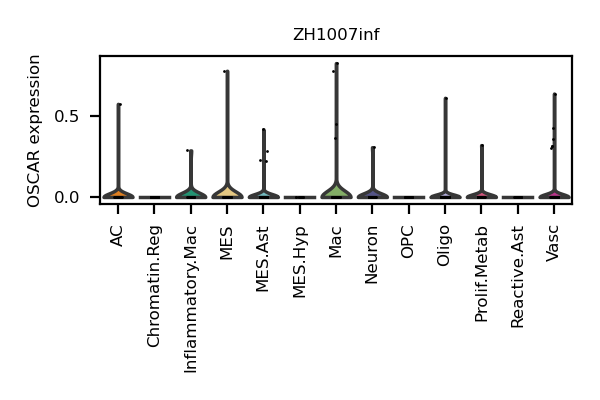 ZH1007inf
OSCAR expression
0.5
0.0
AC
Chromatin.Reg
Inflammatory.Mac
MES
MES.Ast
MES.Hyp
Mac
Neuron
OPC
Oligo
Prolif.Metab
Reactive.Ast
Vasc